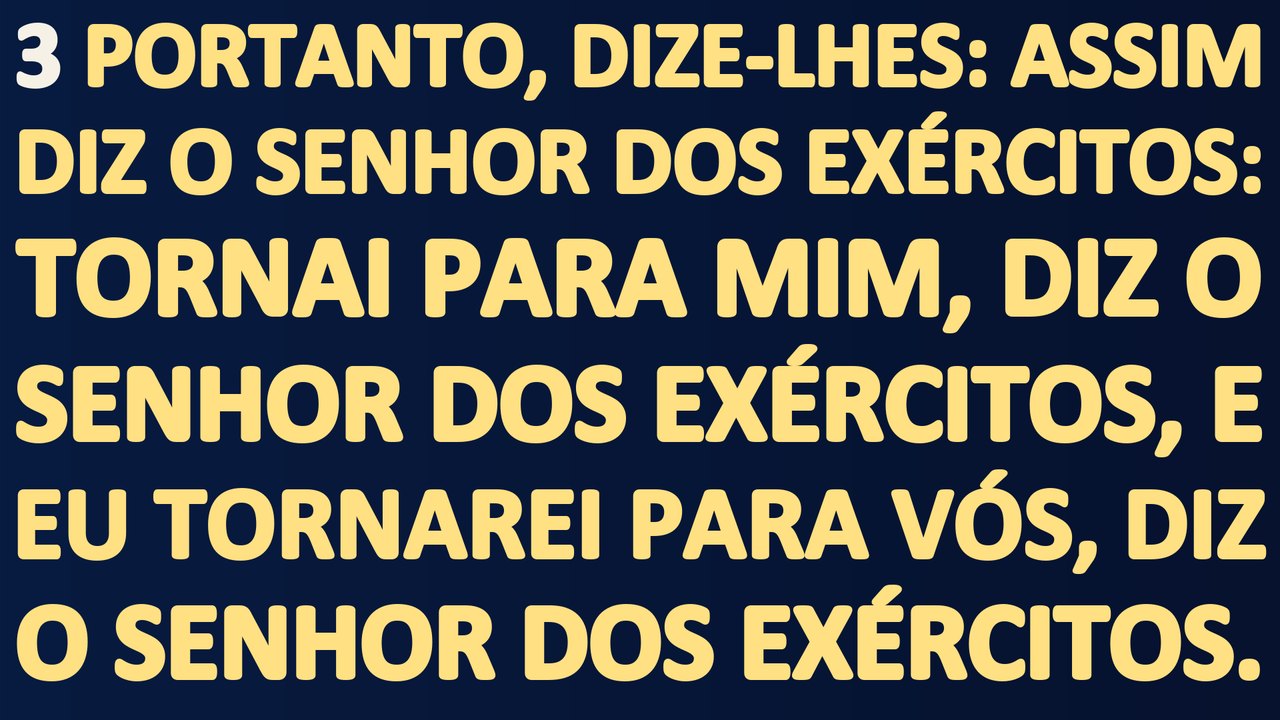 3 PORTANTO, DIZE-LHES: ASSIM
DIZ O SENHOR DOS EXÉRCITOS:
TORNAI PARA MIM, DIZ O
SENHOR DOS EXÉRCITOS, E
EU TORNAREI PARA VÓS, DIZ
O SENHOR DOS EXÉRCITOS.